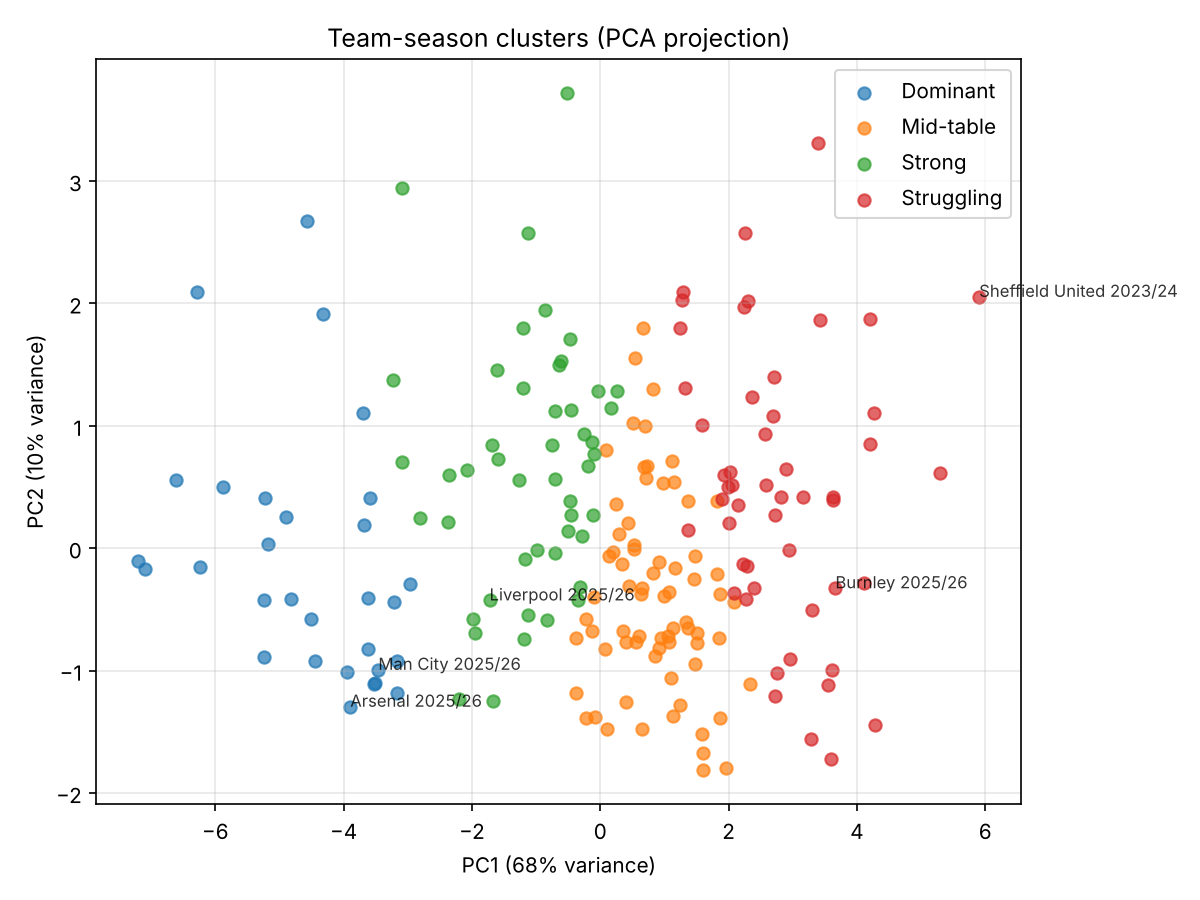 Team-season clusters (PCA projection)
Dominant
Mid-table
Strong
Struggling
Sheffield United 2023/24
Burnley 2025/26
Liverpool 2025/26
Man City 2025/26
Arsenal 2025/26
3
2
1
0
−1
−2
PC2 (10% variance)
−6
−4
−2
0
2
4
6
PC1 (68% variance)